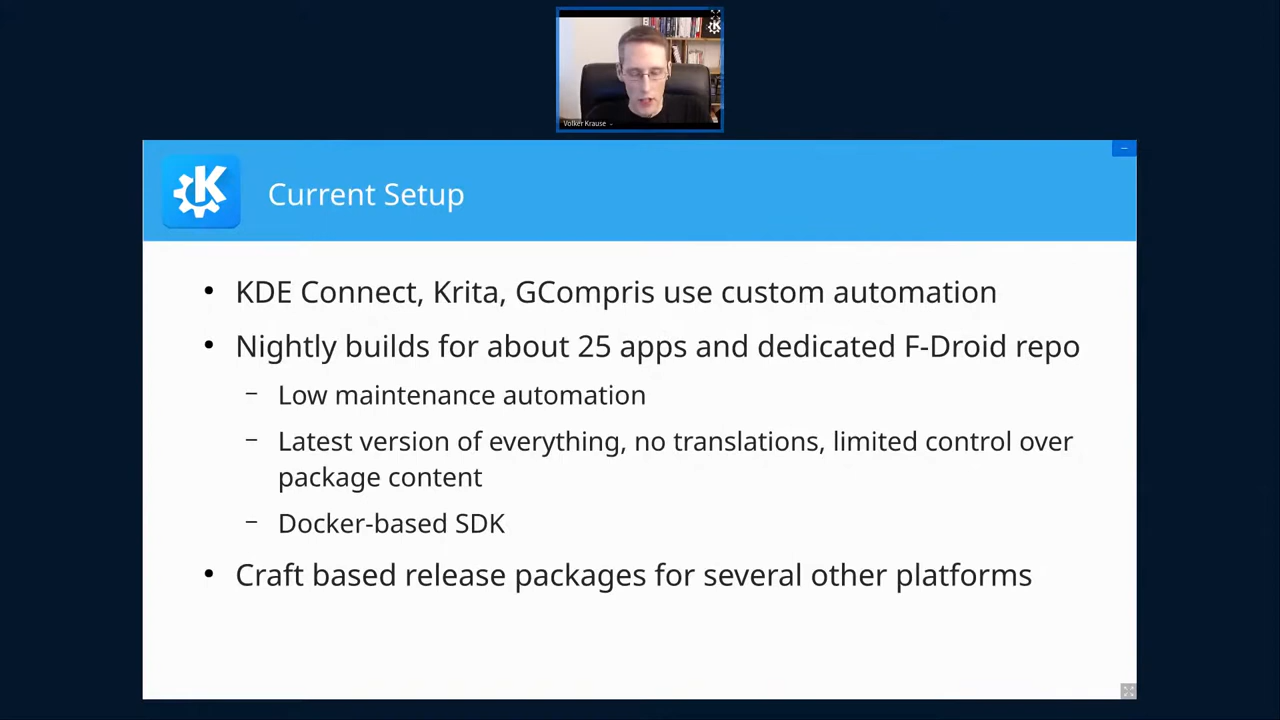 Volker Krause
Current Setup
• KDE Connect, Krita, GCompris use custom automation
• Nightly builds for about 25 apps and dedicated F-Droid repo
– Low maintenance automation
– Latest version of everything, no translations, limited control over
package content
– Docker-based SDK
• Craft based release packages for several other platforms